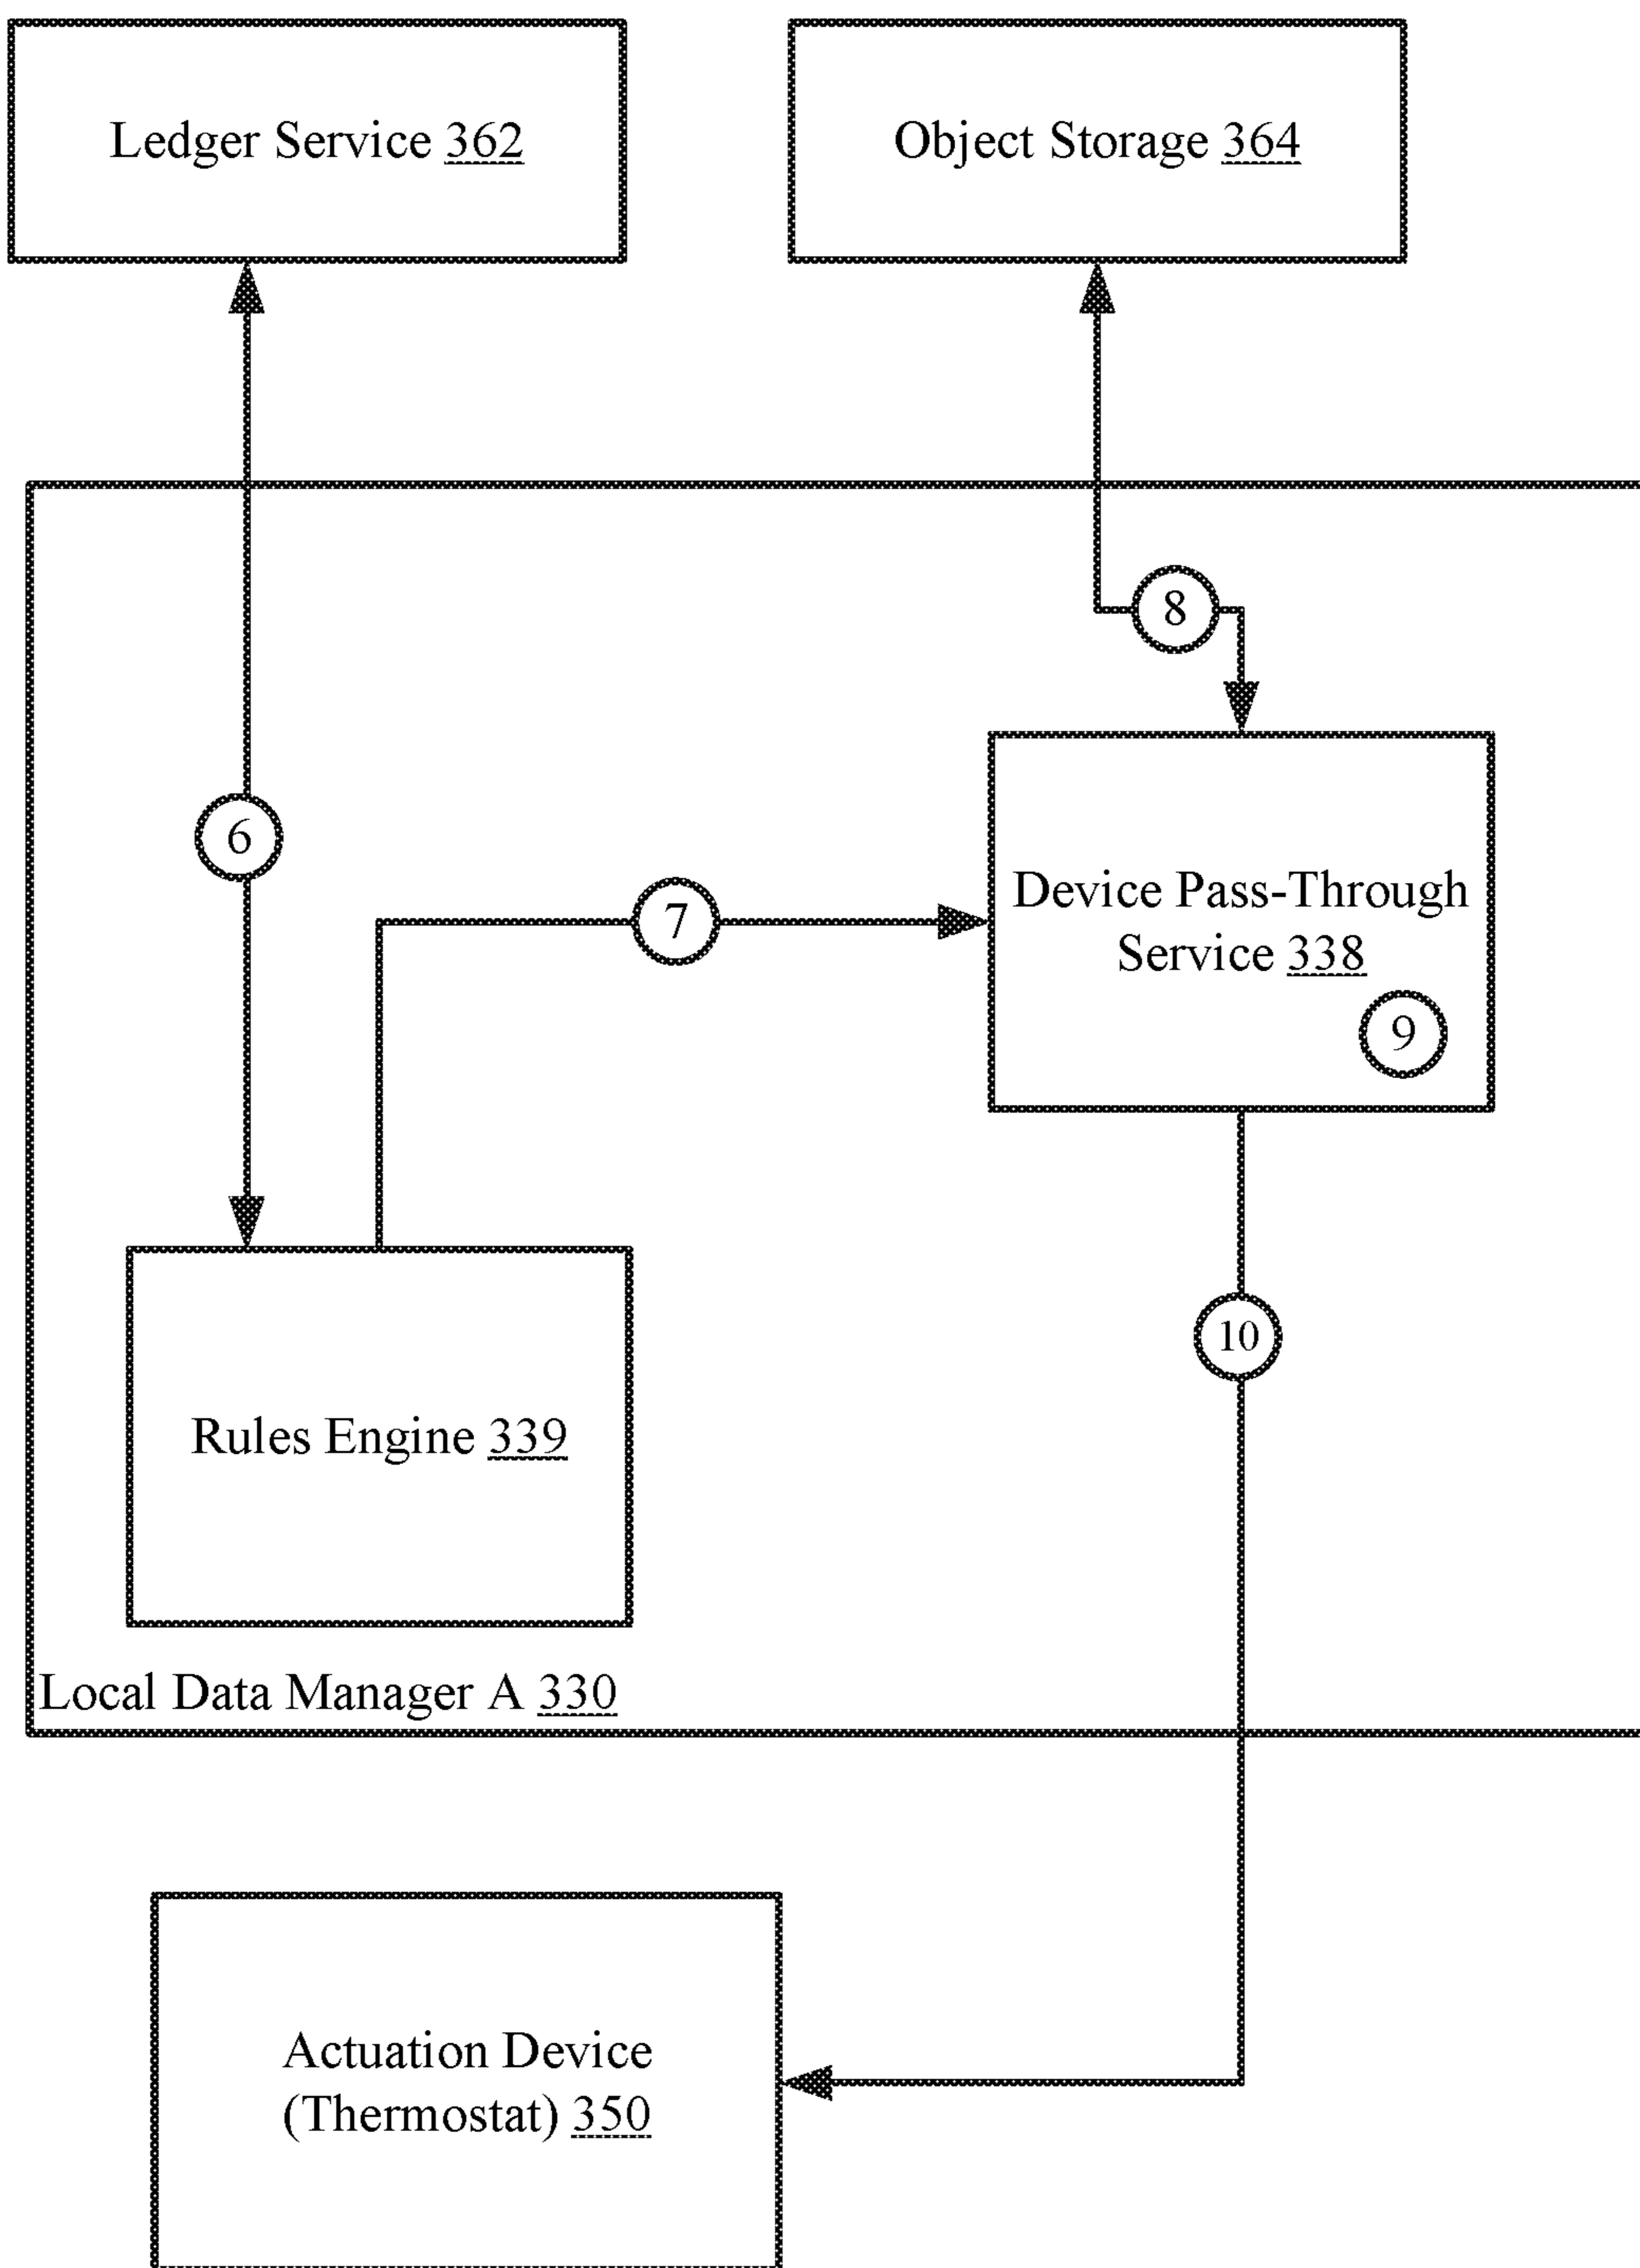 Ledger Service 362
Object Storage 364
8
6
7
Device Pass-Through
Service 338
9
10
Rules Engine 339
Local Data Manager A 330
Actuation Device
(Thermostat) 350